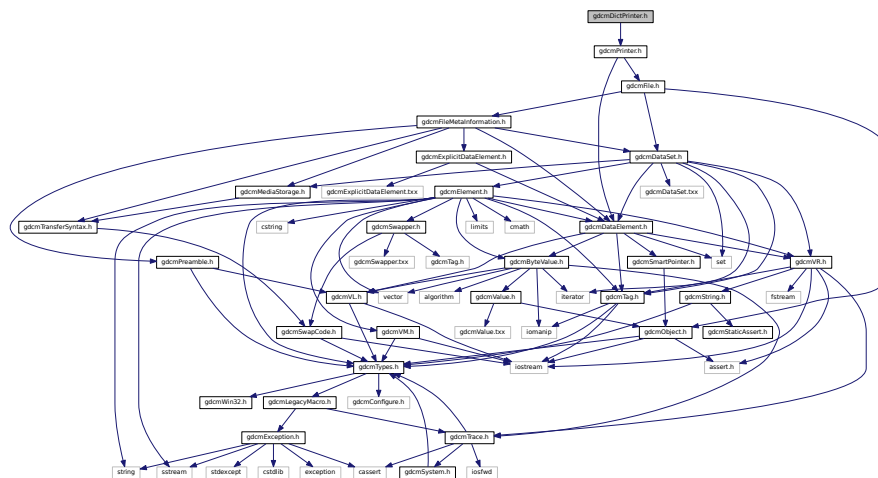 gdcmDictPrinter.h
gdcmPrinter.h
gdcmFile.h
gdcmFileMetaInformation.h
gdcmExplicitDataElement.h
gdcmDataSet.h
gdcmMediaStorage.h
gdcmExplicitDataElement.txx
gdcmElement.h
gdcmDataSet.txx
gdcmTransferSyntax.h
cstring
gdcmSwapper.h
limits
cmath
gdcmDataElement.h
gdcmPreamble.h
gdcmSwapper.txx
gdcmTag.h
gdcmByteValue.h
gdcmSmartPointer.h
set
gdcmVR.h
gdcmVL.h
vector
algorithm
gdcmValue.h
iterator
gdcmTag.h
gdcmString.h
fstream
gdcmSwapCode.h
gdcmVM.h
gdcmValue.txx
iomanip
gdcmObject.h
gdcmStaticAssert.h
gdcmTypes.h
iostream
assert.h
gdcmWin32.h
gdcmLegacyMacro.h
gdcmConfigure.h
gdcmException.h
gdcmTrace.h
string
sstream
stdexcept
cstdlib
exception
cassert
gdcmSystem.h
iosfwd